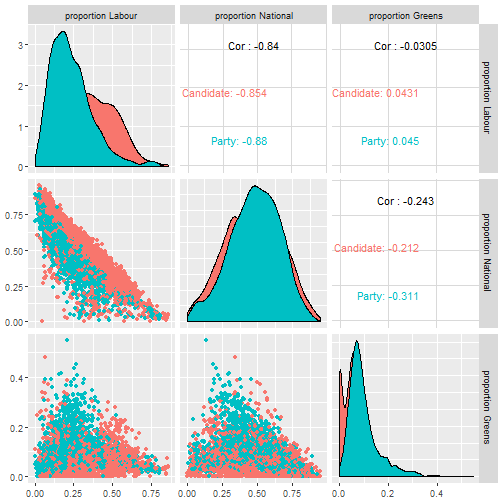 proportion Labour
proportion National
proportion Greens
3
2
1
0
Cor : -0.84
Candidate: -0.854
Party: -0.88
Cor : -0.0305
Candidate: 0.0431
Party: 0.045
proportion Labour
0.75
0.50
0.25
0.00
Cor : -0.243
Candidate: -0.212
Party: -0.311
proportion National
0.4
0.2
0.0
proportion Greens
0.00
0.25
0.50
0.75
0.00
0.25
0.50
0.75
0.0
0.2
0.4